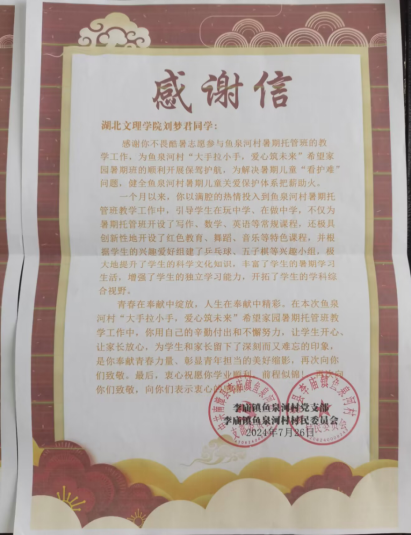 感谢信
湖北文理学院刘梦君同学：
感谢你不畏酷暑志愿参与鱼泉河村暑期托管班的教
学工作，为鱼泉河村“大手拉小手，爱心筑未来”希望家
园暑期班的顺利开展保驾护航，为解决暑期儿童“看护难”
问题，健全鱼泉河村暑期儿童关爱保护体系把薪助火。
一个月以来，你以满腔的热情投入到鱼泉河村暑期托
管班教学工作中，引导学生在玩中学、在做中学，不仅为
暑期托管班开设了写作、数学、英语等常规课程，还极具
创新性地开设了红色教育、舞蹈、音乐等特色课程，并根
据学生的兴趣爱好组建了乒乓球、五子棋等兴趣小组，极
大地提升了学生的科学文化知识，丰富了学生的暑期学习
生活，增强了学生的独立学习能力，开拓了学生的学科综
合视野。
青春在奉献中绽放，人生在奉献中精彩。在本次鱼泉
河村“大手拉小手，爱心筑未来”希望家园暑期托管班教
学工作中，你用自己的辛勤付出和不懈努力，让学生开心、
让家长放心，为学生和家长留下了深刻而又难忘的印象，
是你奉献青春力量、彰显青年担当的美好缩影。再次向你
们致敬。最后，衷心祝愿你学业顺利，前程似锦！
们致敬，向你们表示衷心的
李庙镇鱼泉河村党支部
李庙镇鱼泉河村村民委员会
2024年7月26日